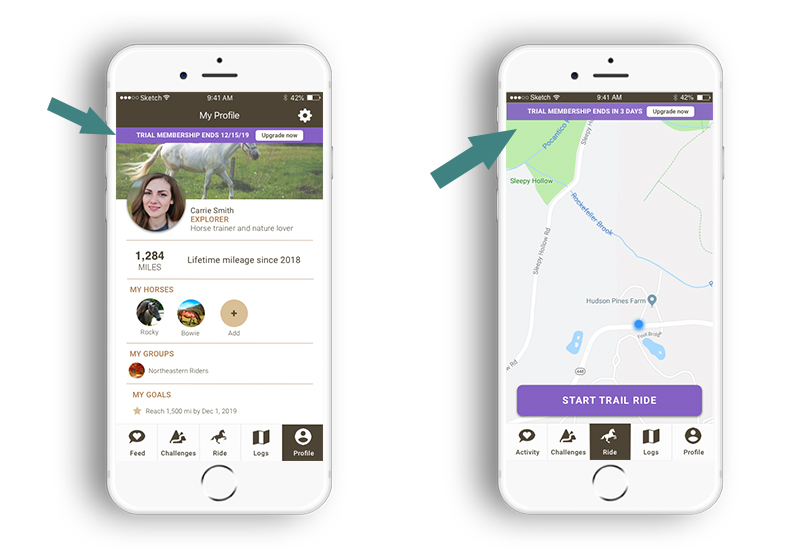 Sketch 9:41 AM 42%
My Profile
TRIAL MEMBERSHIP ENDS 12/15/19 Upgrade now
Carrie Smith
EXPLORER
Horse trainer and nature lover
1,284
MILES
Lifetime mileage since 2018
MY HORSES
Rocky Bowie Add
MY GROUPS
Northeastern Riders
MY GOALS
Reach 1,500 mi by Dec 1, 2019
Feed Challenges Ride Logs Profile
Sketch 9:41 AM 42%
TRIAL MEMBERSHIP ENDS IN 3 DAYS Upgrade now
Pocantico
Sleepy Hollow
Rockefeller Brook
Sleepy Hollow Rd
Hudson Pines Farm
Bridge
w Rd
448
START TRAIL RIDE
Activity Challenges Ride Logs Profile